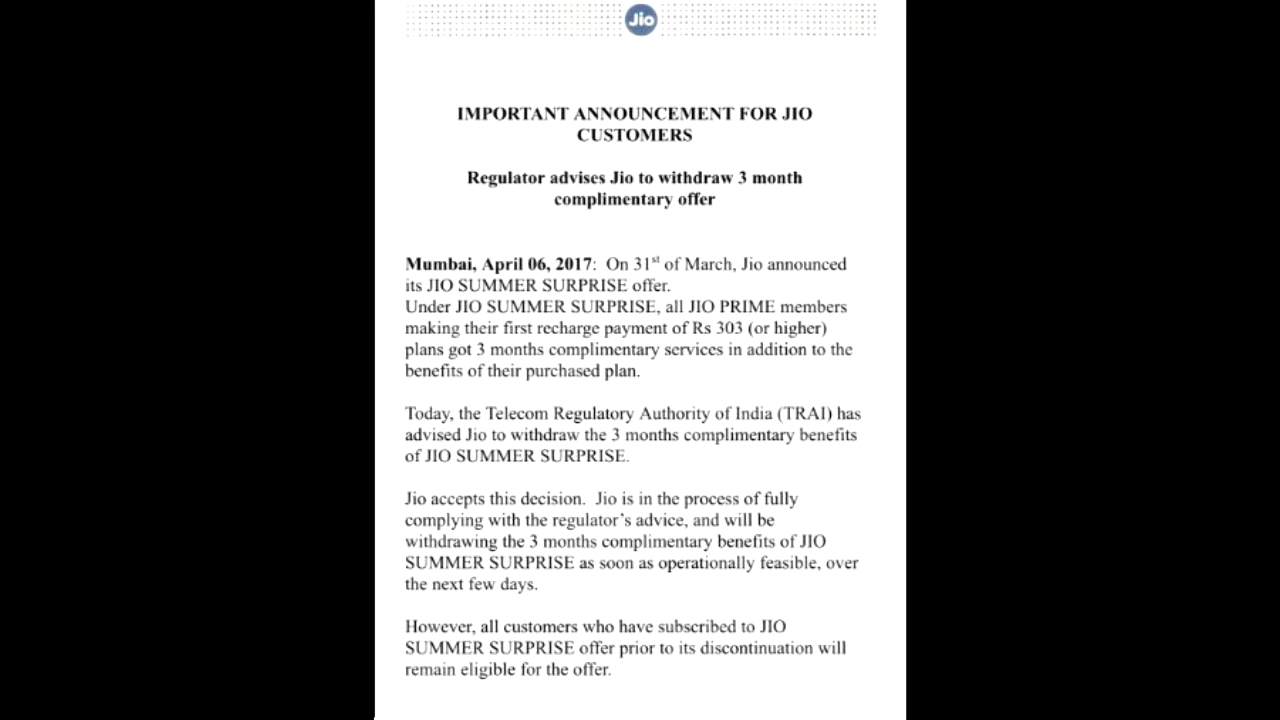 Jio
IMPORTANT ANNOUNCEMENT FOR JIO
CUSTOMERS
Regulator advises Jio to withdraw 3 month
complimentary offer
Mumbai, April 06, 2017:  On 31st of March, Jio announced
its JIO SUMMER SURPRISE offer.
Under JIO SUMMER SURPRISE, all JIO PRIME members
making their first recharge payment of Rs 303 (or higher)
plans got 3 months complimentary services in addition to the
benefits of their purchased plan.
Today, the Telecom Regulatory Authority of India (TRAI) has
advised Jio to withdraw the 3 months complimentary benefits
of JIO SUMMER SURPRISE.
Jio accepts this decision.  Jio is in the process of fully
complying with the regulator’s advice, and will be
withdrawing the 3 months complimentary benefits of JIO
SUMMER SURPRISE as soon as operationally feasible, over
the next few days.
However, all customers who have subscribed to JIO
SUMMER SURPRISE offer prior to its discontinuation will
remain eligible for the offer.